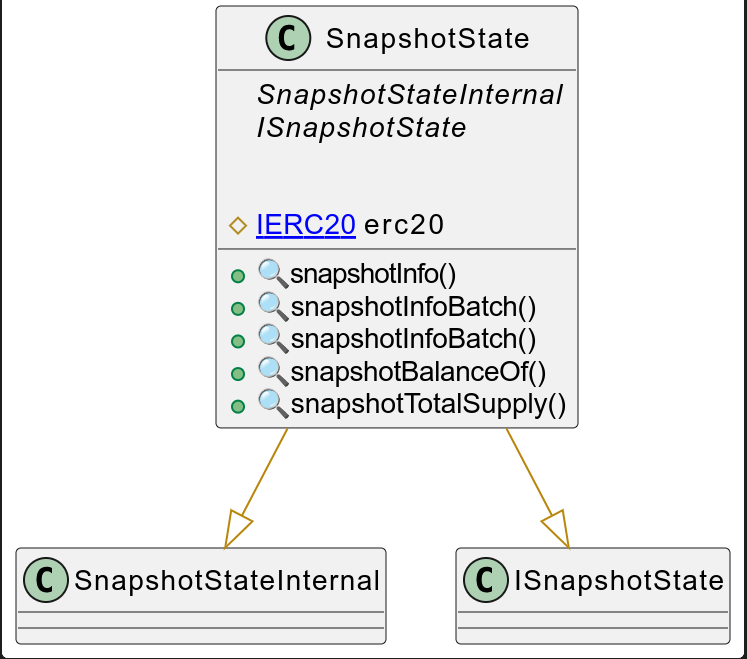 C SnapshotState
SnapshotStateInternal
ISnapshotState
IERC20 erc20
snapshotInfo()
snapshotInfoBatch()
snapshotInfoBatch()
snapshotBalanceOf()
snapshotTotalSupply()
C SnapshotStateInternal
C ISnapshotState